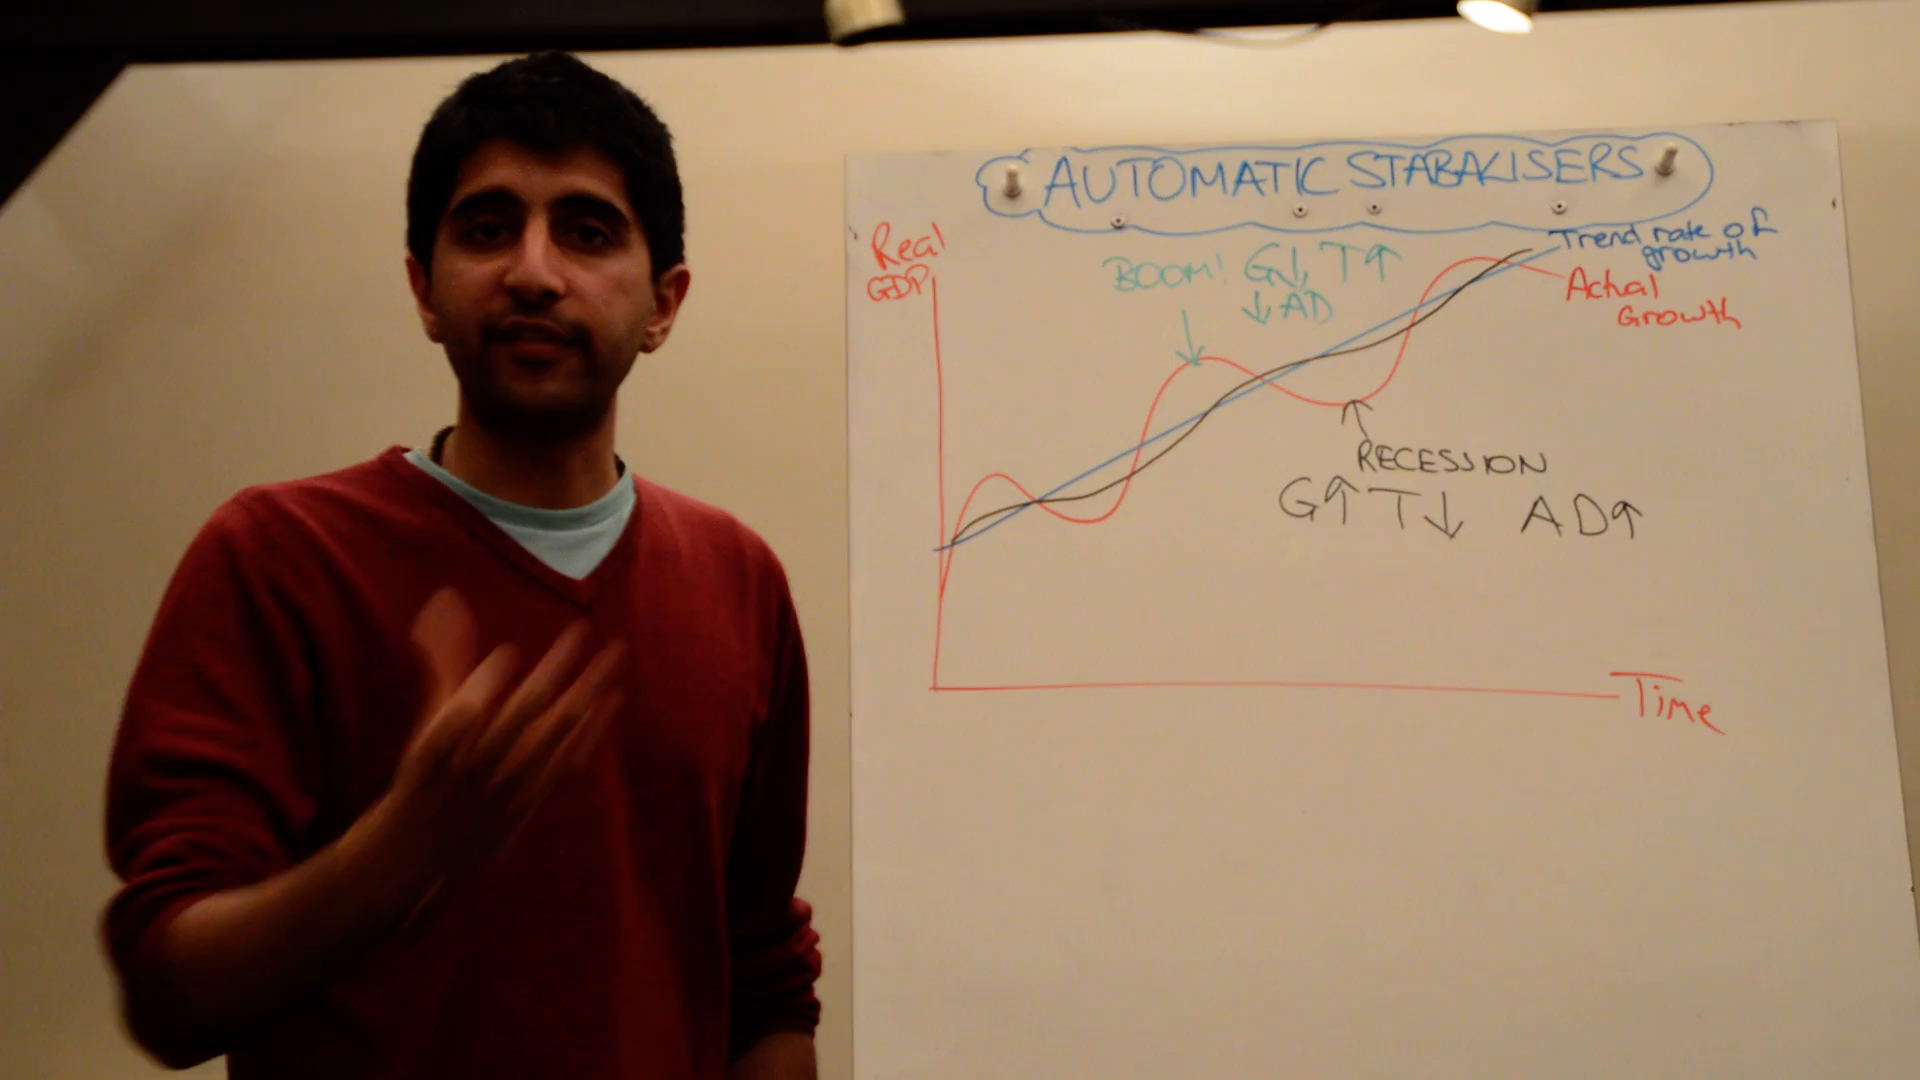 AUTOMATIC STABALISERS
Real
GDP
BOOM! G↓ T↑
↓AD
Trend rate of
growth
Actual
Growth
RECESSION
G↑ T↓ AD↑
Time